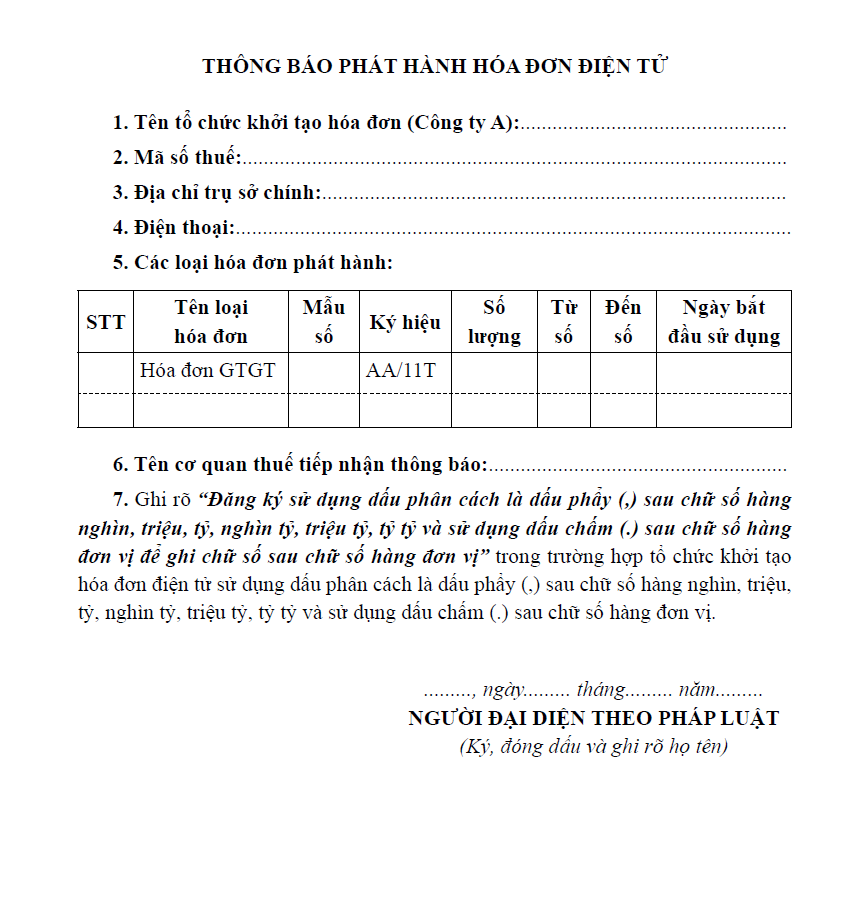 THÔNG BÁO PHÁT HÀNH HÓA ĐƠN ĐIỆN TỬ
1. Tên tổ chức khởi tạo hóa đơn (Công ty A):...................................................
2. Mã số thuế:........................................................................................................
3. Địa chỉ trụ sở chính:.........................................................................................
4. Điện thoại:..........................................................................................................
5. Các loại hóa đơn phát hành:
STT Tên loại hóa đơn Mẫu số Ký hiệu Số lượng Từ số Đến số Ngày bắt đầu sử dụng
Hóa đơn GTGT AA/11T
6. Tên cơ quan thuế tiếp nhận thông báo:.........................................................
7. Ghi rõ “Đăng ký sử dụng dấu phân cách là dấu phẩy (,) sau chữ số hàng
nghìn, triệu, tỷ, nghìn tỷ, triệu tỷ, tỷ tỷ và sử dụng dấu chấm (.) sau chữ số hàng
đơn vị để ghi chữ số sau chữ số hàng đơn vị” trong trường hợp tổ chức khởi tạo
hóa đơn điện tử sử dụng dấu phân cách là dấu phẩy (,) sau chữ số hàng nghìn, triệu,
tỷ, nghìn tỷ, triệu tỷ, tỷ tỷ và sử dụng dấu chấm (.) sau chữ số hàng đơn vị.
........., ngày......... tháng......... năm.........
NGƯỜI ĐẠI DIỆN THEO PHÁP LUẬT
(Ký, đóng dấu và ghi rõ họ tên)